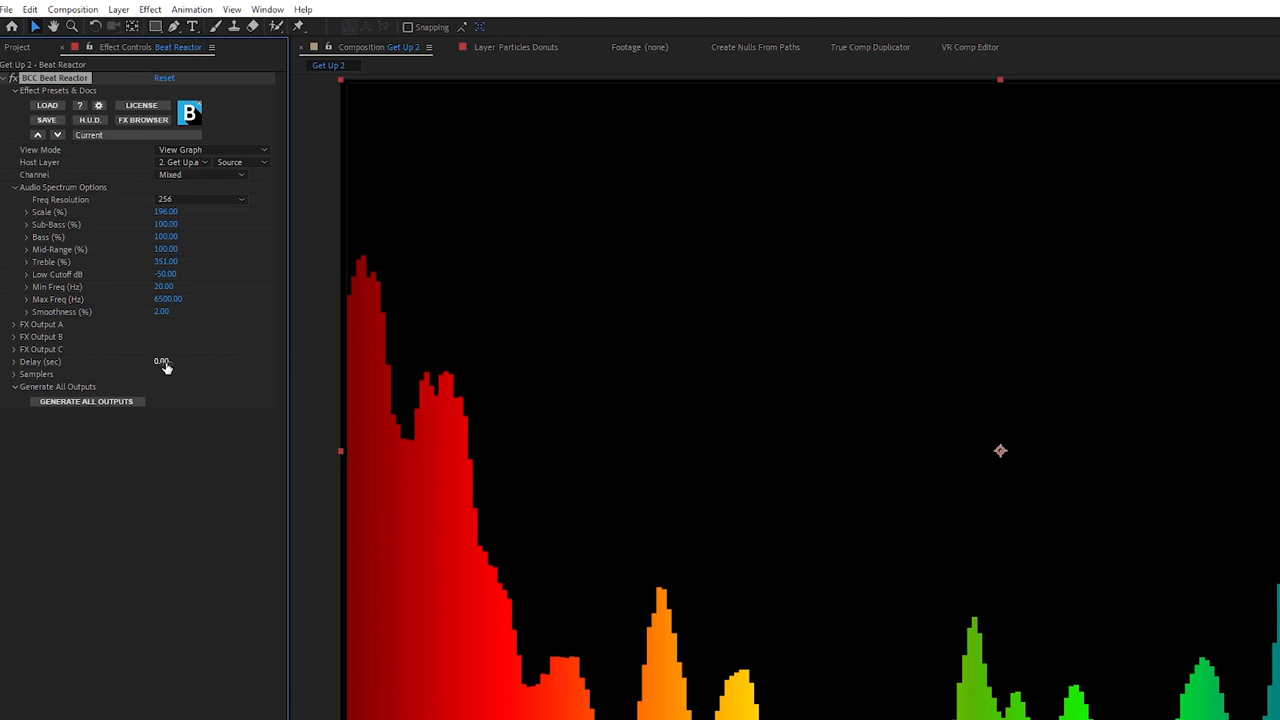 File Edit Composition Layer Effect Animation View Window Help
Snapping
Project × Effect Controls Beat Reactor
Composition Get Up 2 Layer Particles Donuts Footage (none) Create Nulls From Paths True Comp Duplicator VR Comp Editor
Get Up 2 - Beat Reactor
Get Up 2
fx BCC Beat Reactor Reset
Effect Presets & Docs
LOAD ? LICENSE B
SAVE H.U.D. FX BROWSER
Current
View Mode View Graph
Host Layer 2. Get Up.a Source
Channel Mixed
Audio Spectrum Options
Freq Resolution 256
Scale (%) 196.00
Sub-Bass (%) 100.00
Bass (%) 100.00
Mid-Range (%) 100.00
Treble (%) 351.00
Low Cutoff dB -50.00
Min Freq (Hz) 20.00
Max Freq (Hz) 6500.00
Smoothness (%) 2.00
FX Output A
FX Output B
FX Output C
Delay (sec) 0.00
Samplers
Generate All Outputs
GENERATE ALL OUTPUTS